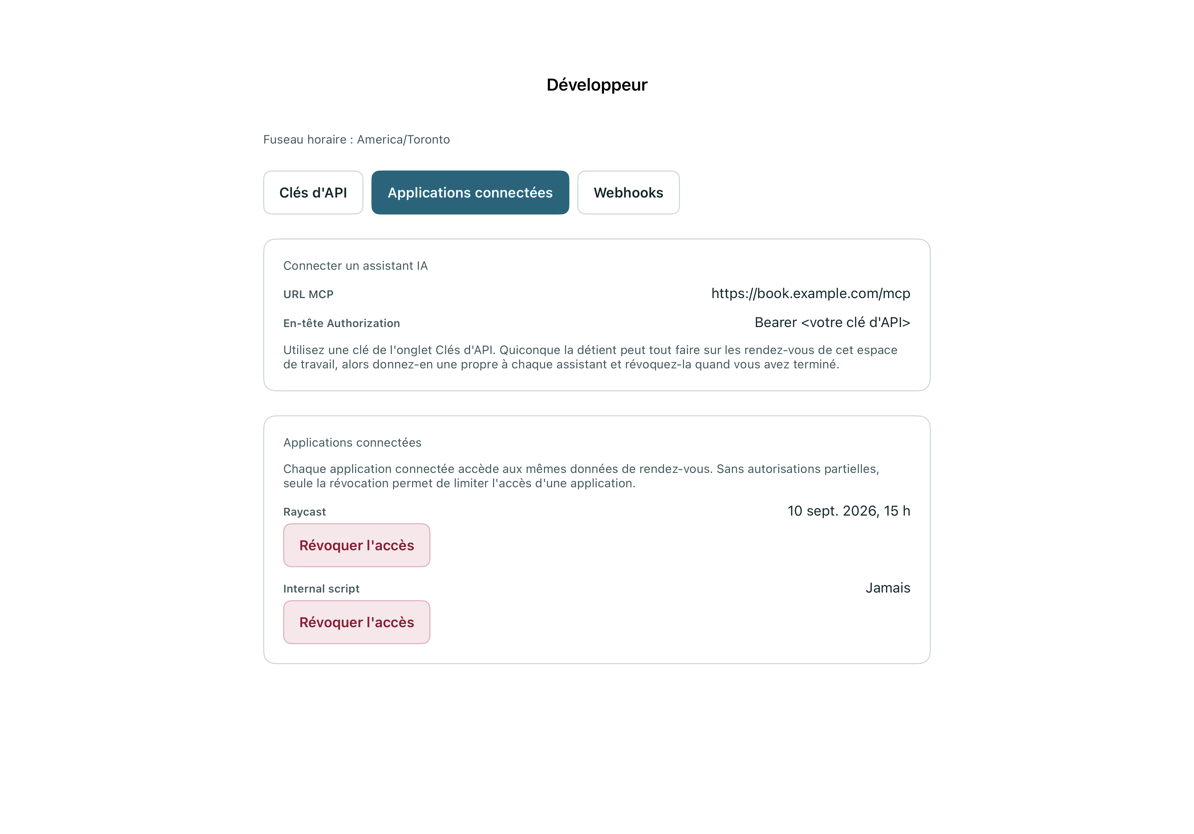 Développeur
Fuseau horaire : America/Toronto
Clés d'API
Applications connectées
Webhooks
Connecter un assistant IA
URL MCP
https://book.example.com/mcp
En-tête Authorization
Bearer <votre clé d'API>
Utilisez une clé de l'onglet Clés d'API. Quiconque la détient peut tout faire sur les rendez-vous de cet espace
de travail, alors donnez-en une propre à chaque assistant et révoquez-la quand vous avez terminé.
Applications connectées
Chaque application connectée accède aux mêmes données de rendez-vous. Sans autorisations partielles,
seule la révocation permet de limiter l'accès d'une application.
Raycast
10 sept. 2026, 15 h
Révoquer l'accès
Internal script
Jamais
Révoquer l'accès